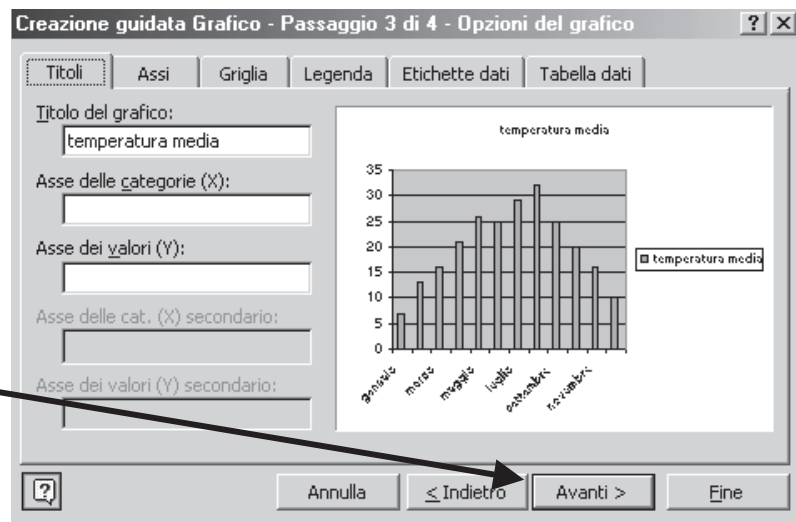 Creazione guidata Grafico - Passaggio 3 di 4 - Opzioni del grafico ? X
Titoli Assi Griglia Legenda Etichette dati Tabella dati
Titolo del grafico:
temperatura media
Asse delle categorie (X):
Asse dei valori (Y):
Asse delle cat. (X) secondario:
Asse dei valori (Y) secondario:
temperatura media
35
30
25
20
15
10
5
0
gennaio marzo maggio luglio settembre novembre
temperatura media
? Annulla < Indietro Avanti > Fine